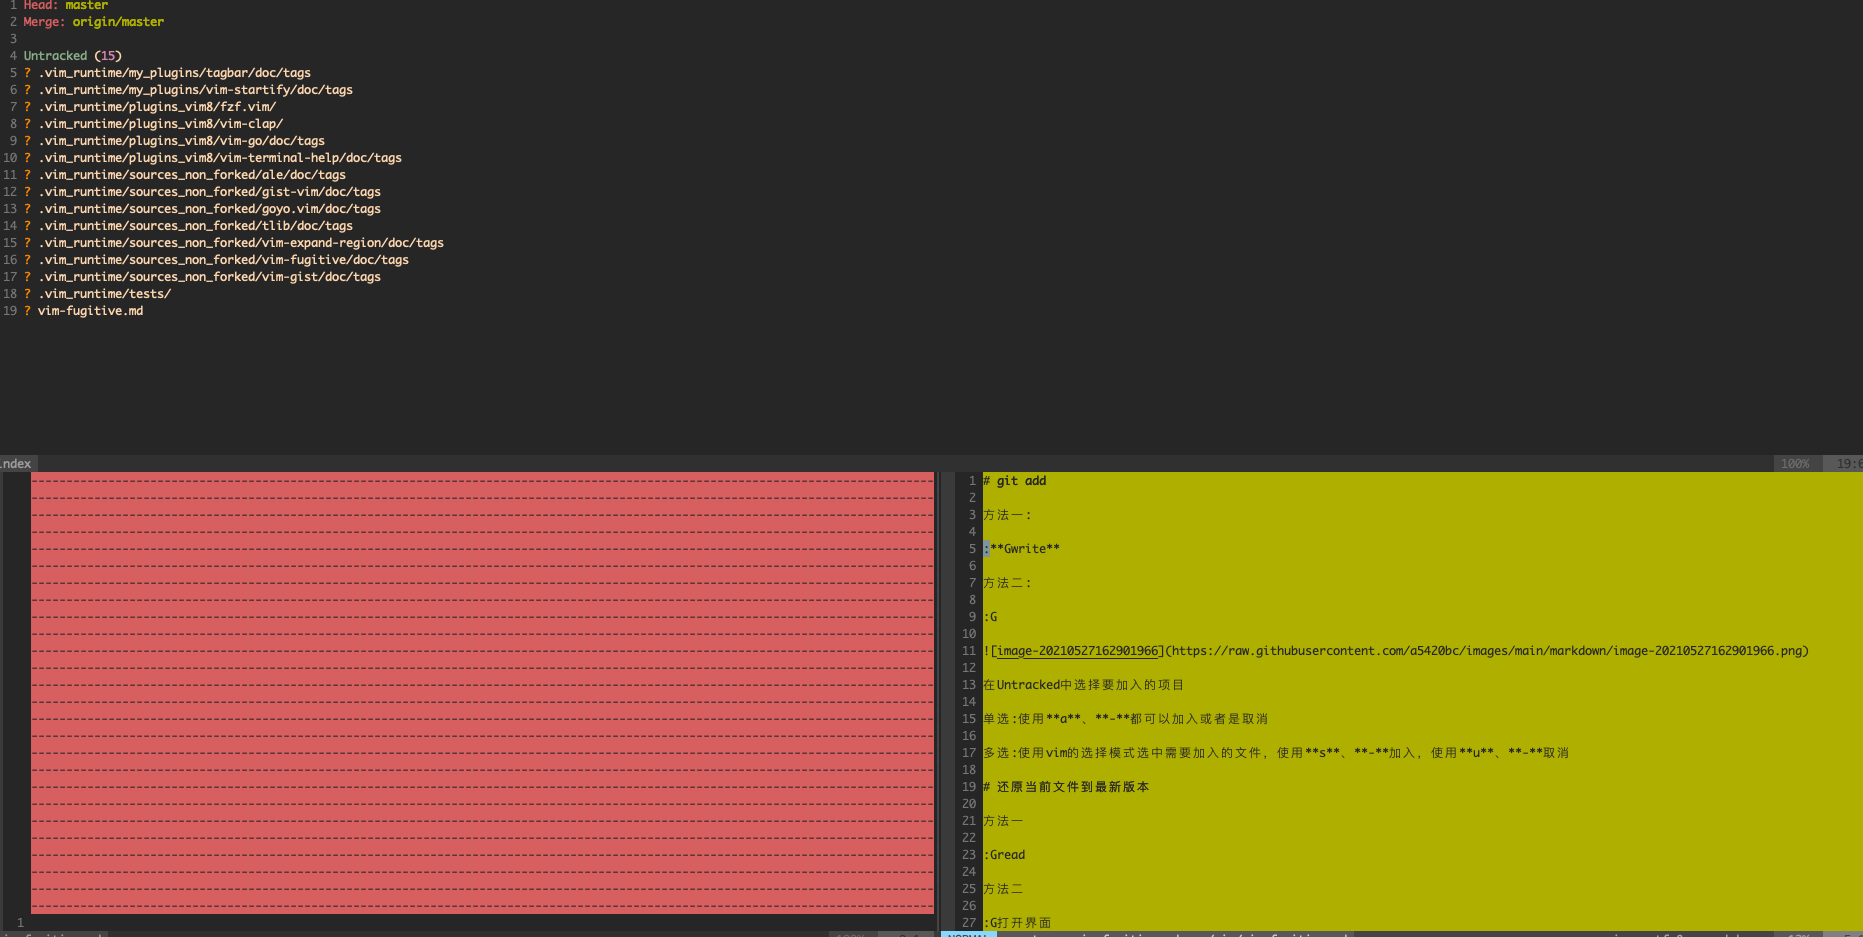 1 Head: master
2 Merge: origin/master
3
4 Untracked (15)
5 ? .vim_runtime/my_plugins/tagbar/doc/tags
6 ? .vim_runtime/my_plugins/vim-startify/doc/tags
7 ? .vim_runtime/plugins_vim8/fzf.vim/
8 ? .vim_runtime/plugins_vim8/vim-clap/
9 ? .vim_runtime/plugins_vim8/vim-go/doc/tags
10 ? .vim_runtime/plugins_vim8/vim-terminal-help/doc/tags
11 ? .vim_runtime/sources_non_forked/ale/doc/tags
12 ? .vim_runtime/sources_non_forked/gist-vim/doc/tags
13 ? .vim_runtime/sources_non_forked/goyo.vim/doc/tags
14 ? .vim_runtime/sources_non_forked/tlib/doc/tags
15 ? .vim_runtime/sources_non_forked/vim-expand-region/doc/tags
16 ? .vim_runtime/sources_non_forked/vim-fugitive/doc/tags
17 ? .vim_runtime/sources_non_forked/vim-gist/doc/tags
18 ? .vim_runtime/tests/
19 ? vim-fugitive.md
index 100% 19:
1
1 # git add
2
3 方法一:
4
5 :**Gwrite**
6
7 方法二:
8
9 :G
10
11 ![image-20210527162901966](https://raw.githubusercontent.com/a5420bc/images/main/markdown/image-20210527162901966.png)
12
13 在Untracked中选择要加入的项目
14
15 单选:使用**a**、**-**都可以加入或者是取消
16
17 多选:使用vim的选择模式选中需要加入的文件, 使用**s**、**-**加入, 使用**u**、**-**取消
18
19 # 还原当前文件到最新版本
20
21 方法一
22
23 :Gread
24
25 方法二
26
27 :G打开界面